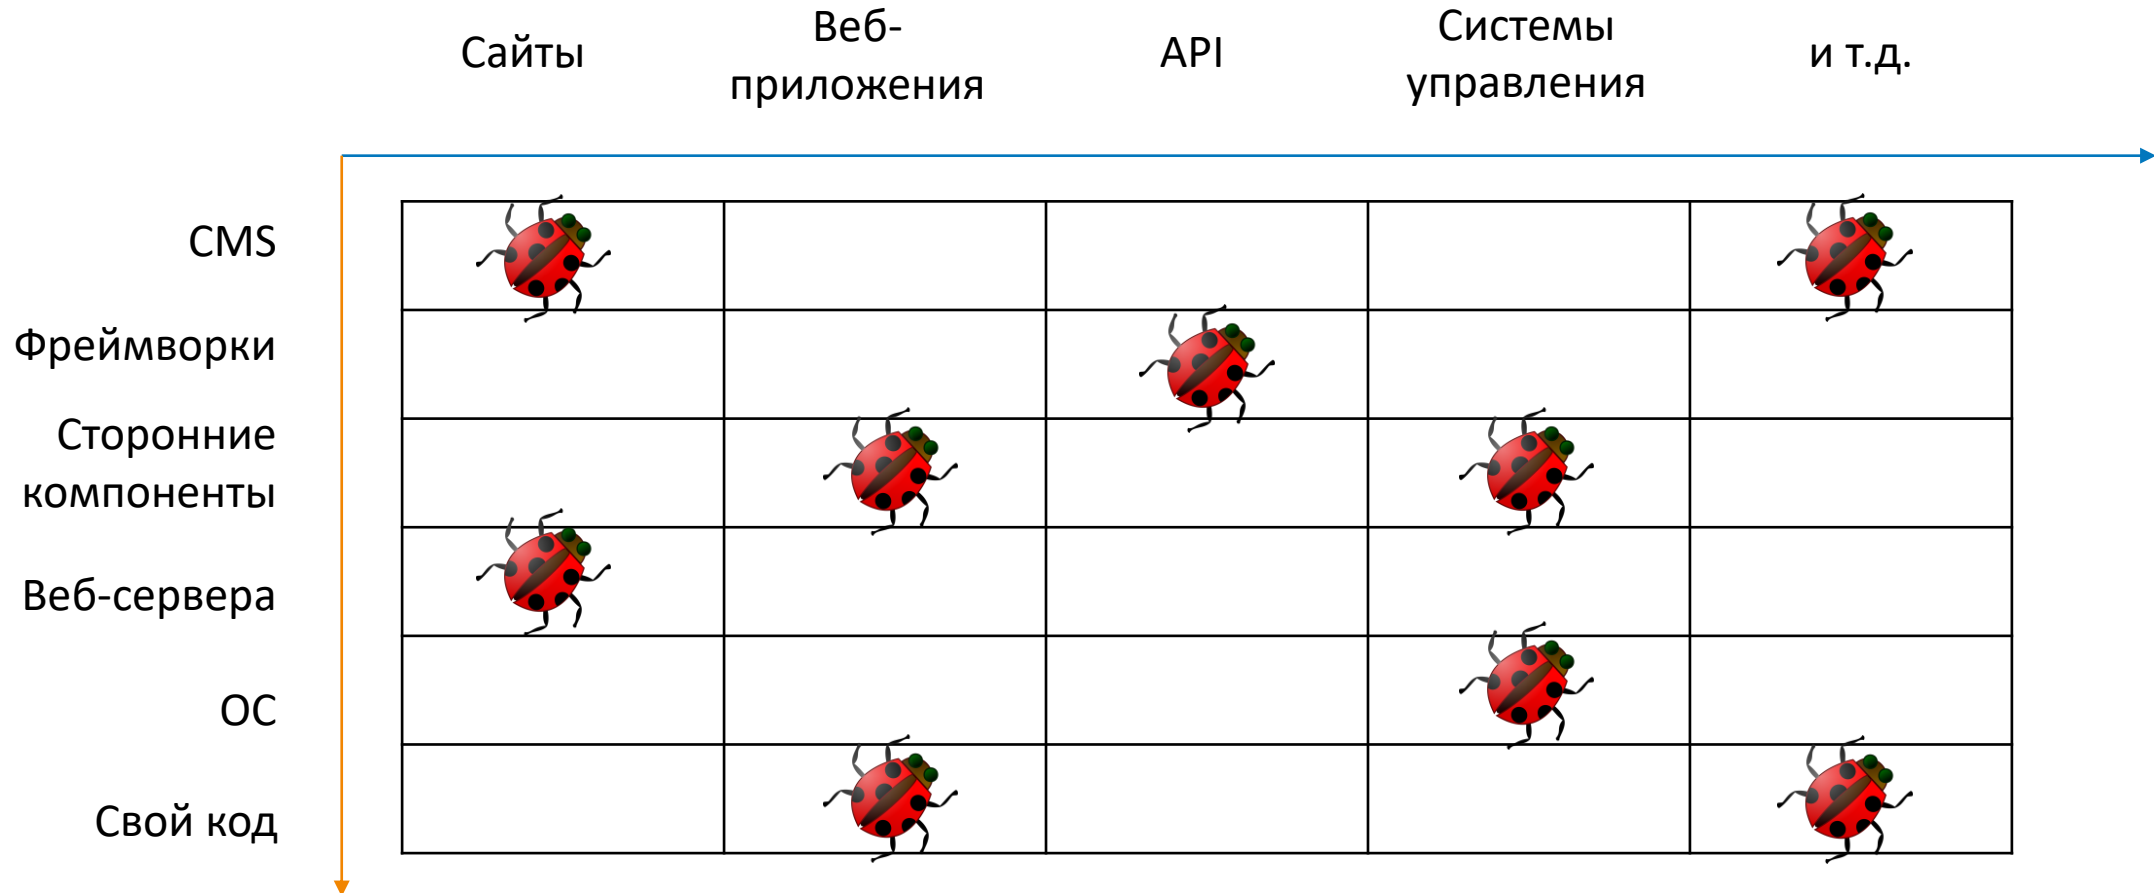 Сайты
Веб-
приложения
API
Системы
управления
и т.д.
CMS
Фреймворки
Сторонние
компоненты
Веб-сервера
ОС
Свой код